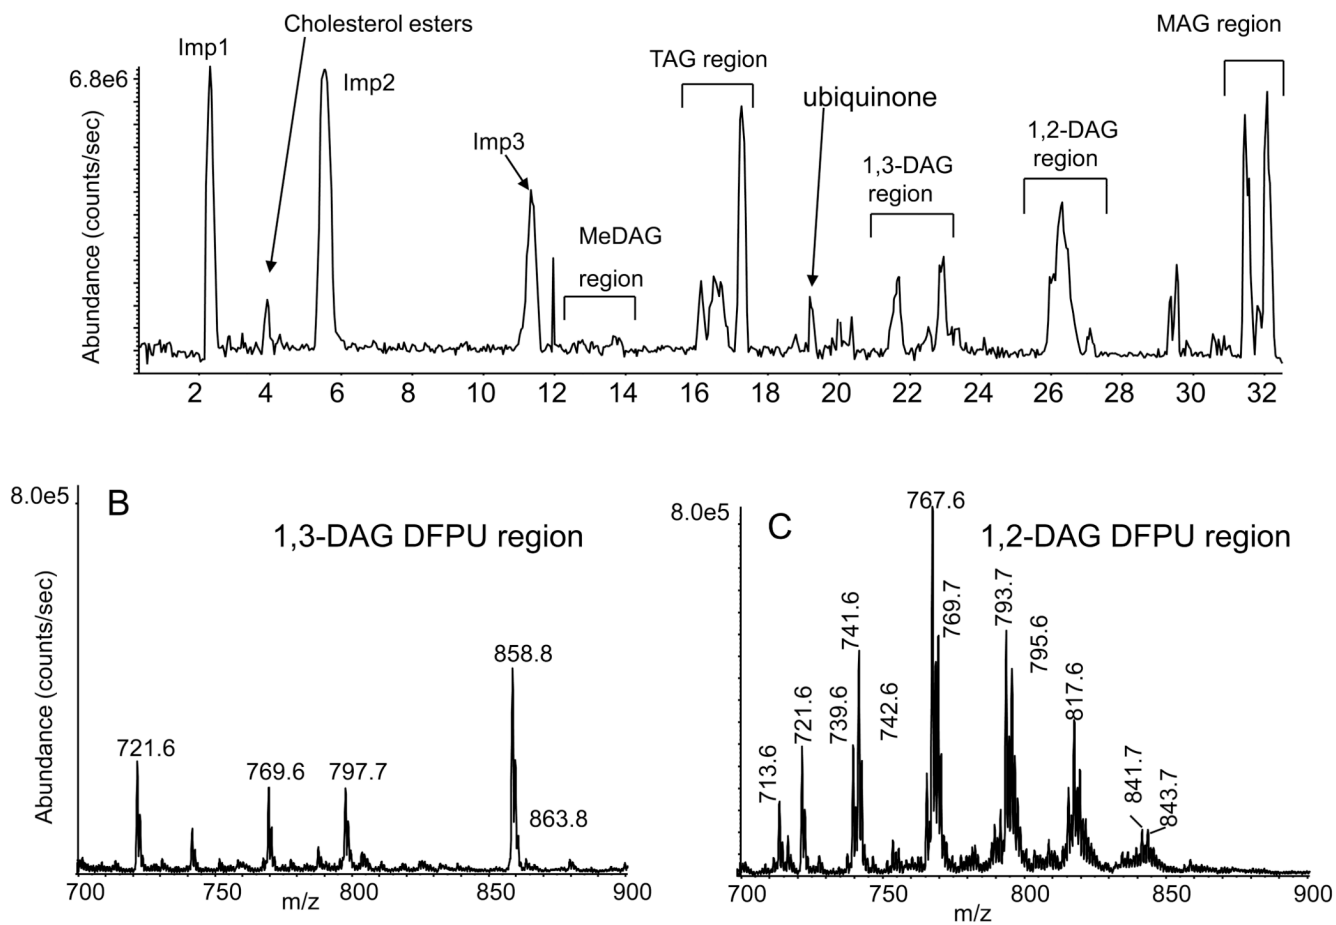 Cholesterol esters
MAG region
Imp1
TAG region
6.8e6
Imp2
ubiquinone
1,2-DAG
region
Imp3
1,3-DAG
region
MeDAG
region
Abundance (counts/sec)
2 4 6 8 10 12 14 16 18 20 22 24 26 28 30 32
8.0e5
B
1,3-DAG DFPU region
858.8
721.6
769.6
797.7
863.8
Abundance (counts/sec)
700 750 800 850 900
m/z
767.6
8.0e5
C
1,2-DAG DFPU region
713.6
721.6
739.6
741.6
742.6
769.7
793.7
795.6
817.6
841.7
843.7
700 750 800 850 900
m/z